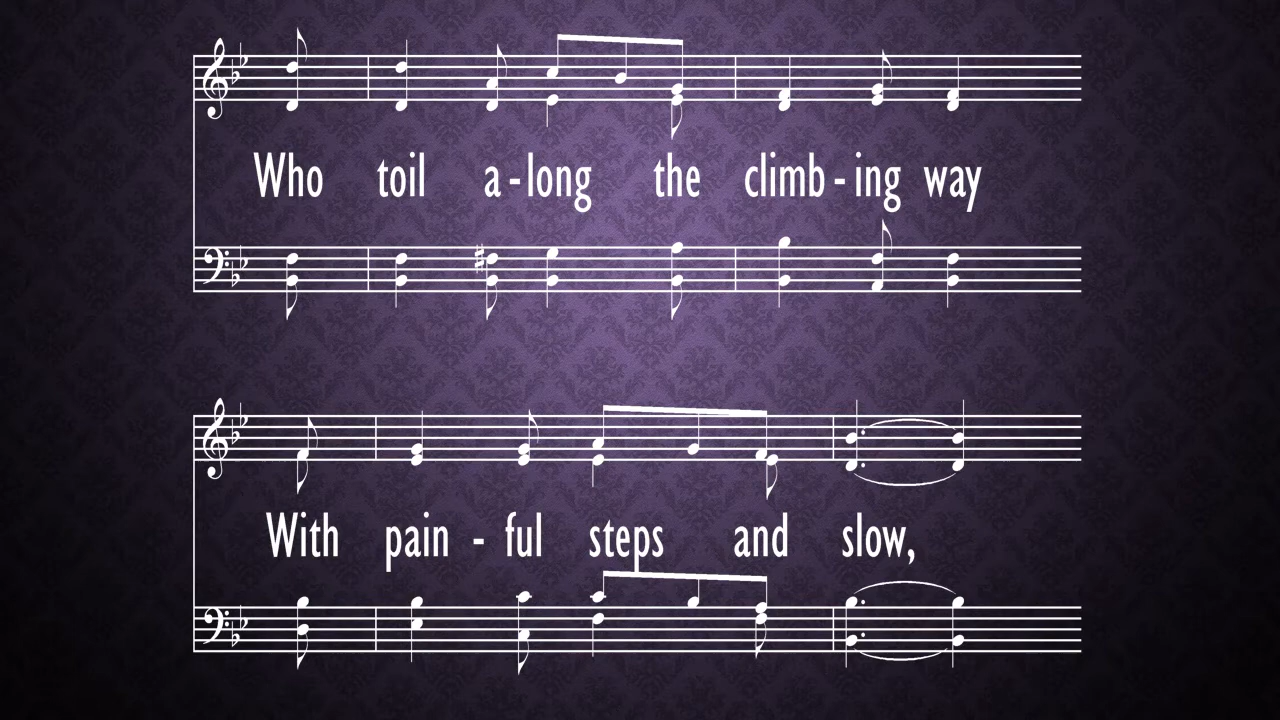 Who toil a - long the climb - ing way
With pain - ful steps and slow,